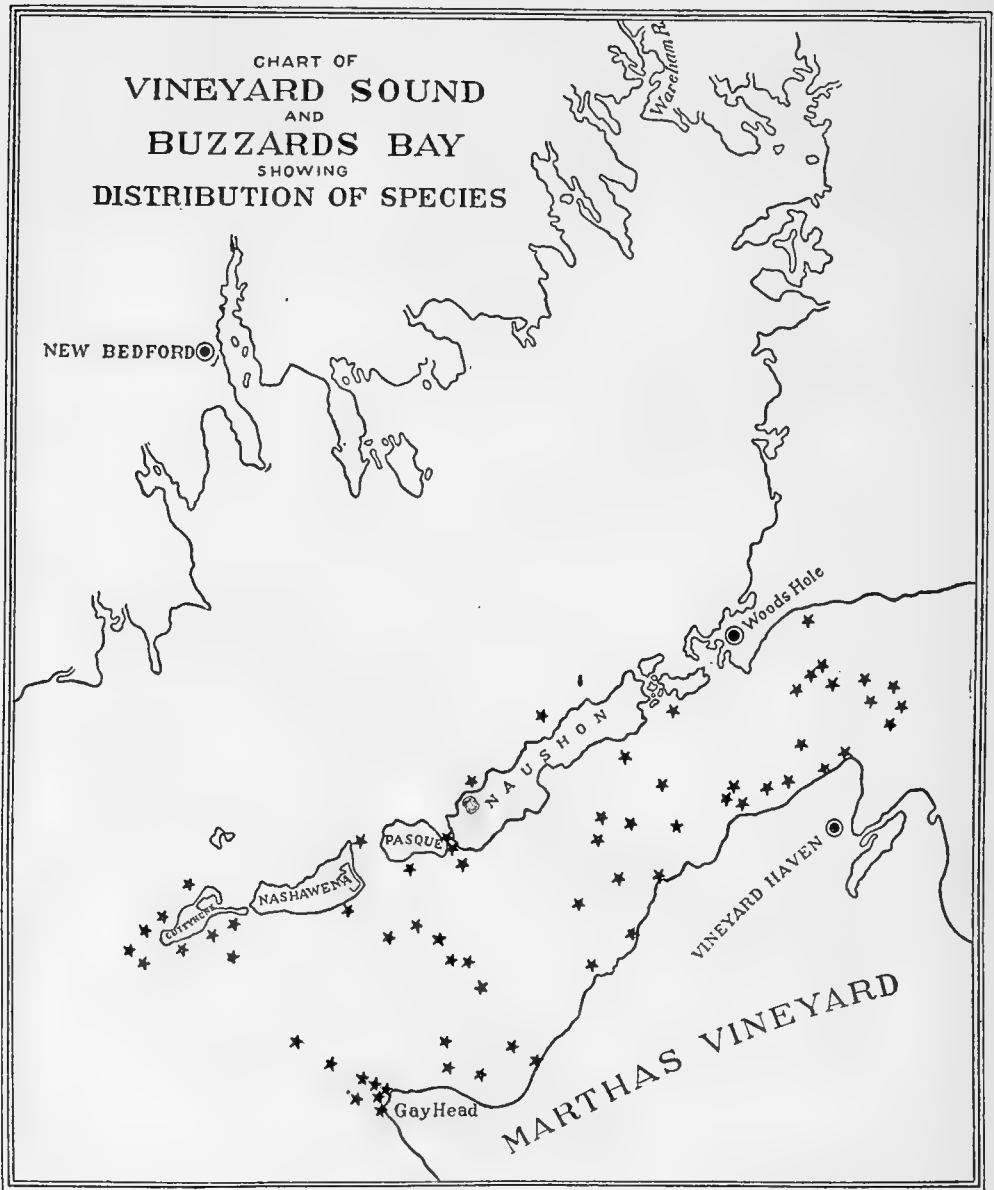 CHART OF
VINEYARD SOUND
AND
BUZZARDS BAY
SHOWING
DISTRIBUTION OF SPECIES
Wareham R.
NEW BEDFORD
Woods Hole
NAUSHON
PASQUE
NASHAWENA
CUTTYHUNK
VINEYARD HAVEN
MARTHAS VINEYARD
Gay Head